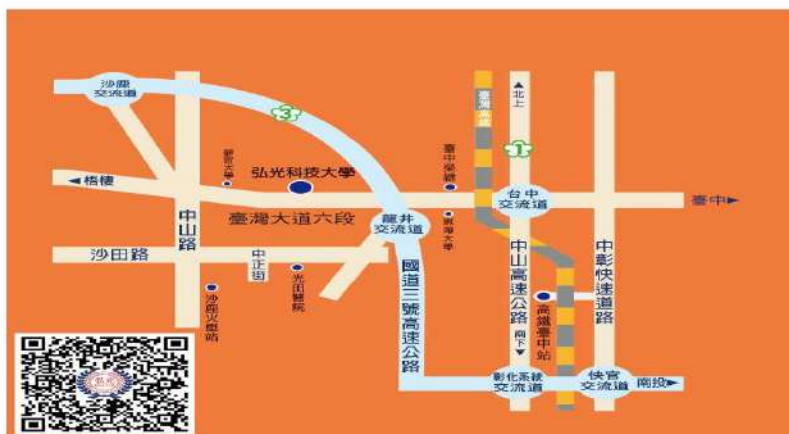 沙鹿
交流道
3
臺灣高鐵
▲北上
1
靜宜大學
弘光科技大學
臺中榮總
◀梧棲
台中
交流道
臺中▶
臺灣大道六段
龍井
交流道
東海大學
中山路
沙田路
中正街
光田醫院
沙鹿火車站
國道三號高速公路
中山高速公路
南下▼
高鐵臺中站
中彰快速道路
彰化系統
交流道
快官
交流道
南投▶
弘光